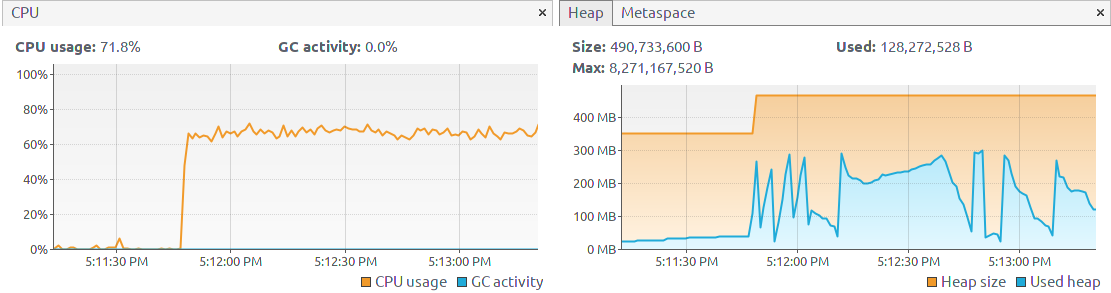 CPU ×
CPU usage: 71.8% GC activity: 0.0%
100%
80%
60%
40%
20%
0%
5:11:30 PM 5:12:00 PM 5:12:30 PM 5:13:00 PM
CPU usage GC activity
Heap Metaspace ×
Size: 490,733,600 B Used: 128,272,528 B
Max: 8,271,167,520 B
400 MB
300 MB
200 MB
100 MB
0 MB
5:11:30 PM 5:12:00 PM 5:12:30 PM 5:13:00 PM
Heap size Used heap